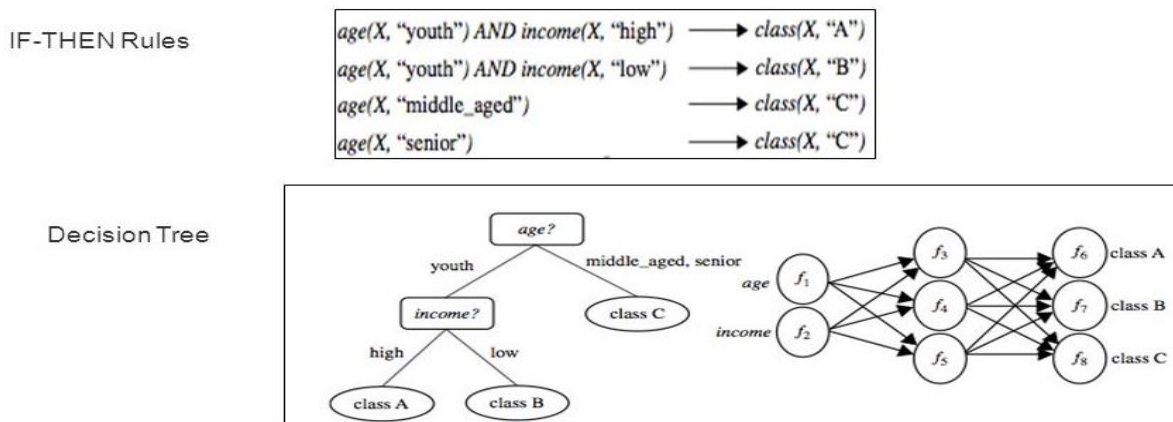 IF-THEN Rules
age(X, “youth”) AND income(X, “high”) → class(X, “A”)
age(X, “youth”) AND income(X, “low”) → class(X, “B”)
age(X, “middle_aged”) → class(X, “C”)
age(X, “senior”) → class(X, “C”)
Decision Tree
age?
youth
middle_aged, senior
income?
class C
high
low
class A
class B
age
income
f1
f2
f3
f4
f5
f6
class A
f7
class B
f8
class C